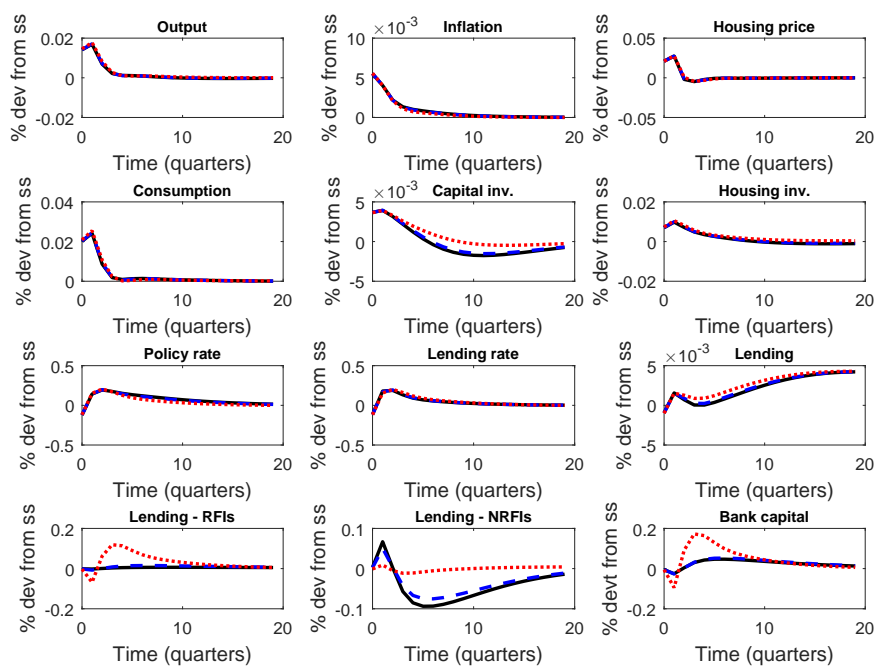 Output
% dev from ss
0.02
0
-0.02
0 10 20
Time (quarters)
Inflation
×10⁻³
% dev from ss
10
5
0
0 10 20
Time (quarters)
Housing price
% dev from ss
0.05
0
-0.05
0 10 20
Time (quarters)
Consumption
% dev from ss
0.04
0.02
0
0 10 20
Time (quarters)
Capital inv.
×10⁻³
% dev from ss
5
0
-5
0 10 20
Time (quarters)
Housing inv.
% dev from ss
0.02
0
-0.02
0 10 20
Time (quarters)
Policy rate
% dev from ss
0.5
0
-0.5
0 10 20
Time (quarters)
Lending rate
% dev from ss
0.5
0
-0.5
0 10 20
Time (quarters)
Lending
×10⁻³
% dev from ss
5
0
-5
0 10 20
Time (quarters)
Lending - RFIs
% dev from ss
0.2
0
-0.2
0 10 20
Time (quarters)
Lending - NRFIs
% dev from ss
0.1
0
-0.1
0 10 20
Time (quarters)
Bank capital
% devt from ss
0.2
0
-0.2
0 10 20
Time (quarters)